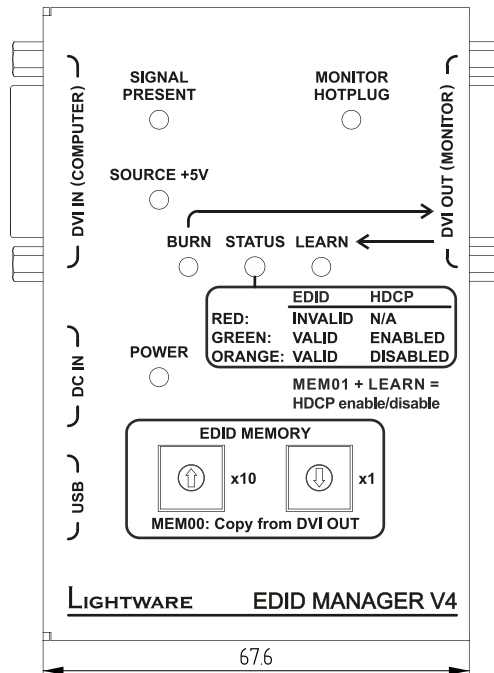 SIGNAL
PRESENT
MONITOR
HOTPLUG
DVI IN (COMPUTER)
DVI OUT (MONITOR)
SOURCE +5V
BURN STATUS LEARN
EDID HDCP
RED: INVALID N/A
GREEN: VALID ENABLED
ORANGE: VALID DISABLED
POWER
DC IN
MEM01 + LEARN =
HDCP enable/disable
EDID MEMORY
x10 x1
MEM00: Copy from DVI OUT
USB
LIGHTWARE EDID MANAGER V4
67.6